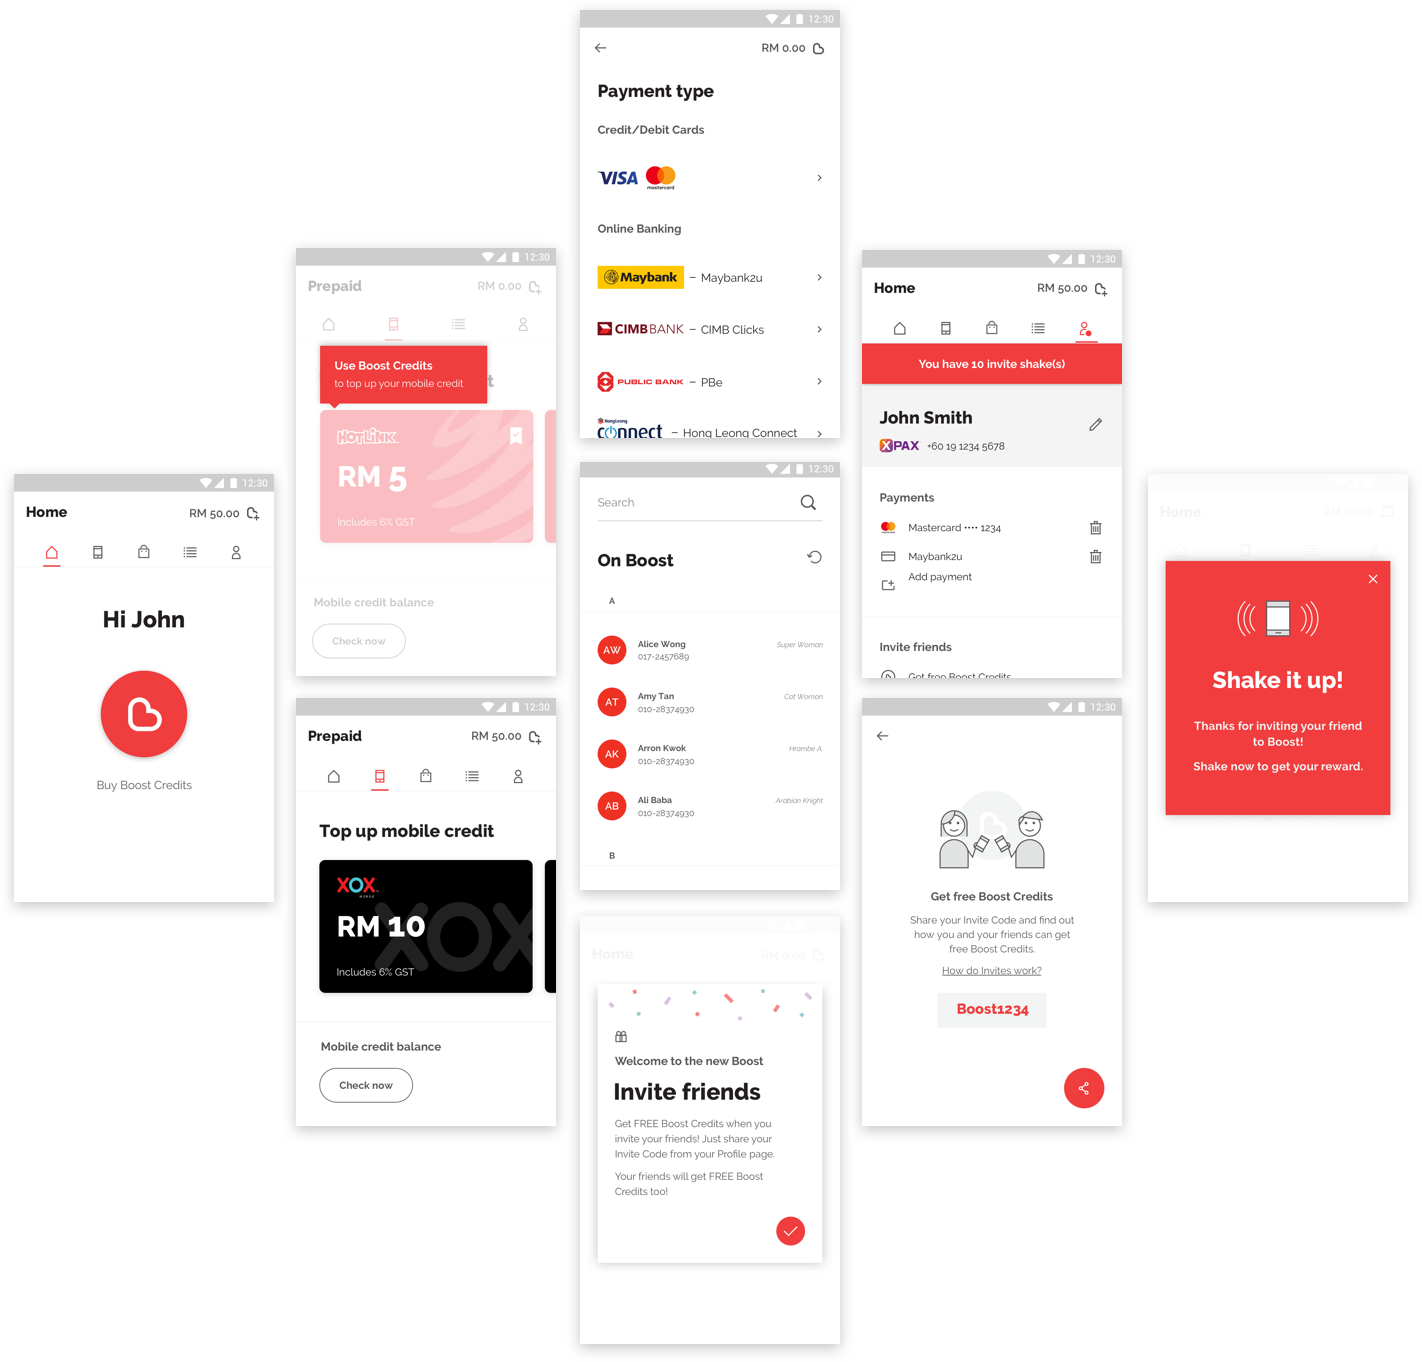 12:30
Home
RM 50.00
Hi John
Buy Boost Credits
12:30
Prepaid
RM 0.00
Use Boost Credits
to top up your mobile credit
t
HOTLINK
RM 5
Includes 6% GST
Mobile credit balance
Check now
12:30
Prepaid
RM 50.00
Top up mobile credit
XOX
MOBILE
XOX
RM 10
Includes 6% GST
Mobile credit balance
Check now
12:30
RM 0.00
Payment type
Credit/Debit Cards
VISA mastercard
Online Banking
Maybank – Maybank2u
CIMB BANK – CIMB Clicks
PUBLIC BANK – PBe
HongLeong
connect – Hong Leong Connect
12:30
Search
On Boost
A
AW
Alice Wong
017-2457689
Super Woman
AT
Amy Tan
010-28374930
Cat Woman
AK
Arron Kwok
010-28374930
Hrambe A.
AB
Ali Baba
010-28374930
Arabian Knight
B
Home
RM 0.00
Welcome to the new Boost
Invite friends
Get FREE Boost Credits when you
invite your friends! Just share your
Invite Code from your Profile page.
Your friends will get FREE Boost
Credits too!
12:30
Home
RM 50.00
You have 10 invite shake(s)
John Smith
XPAX +60 19 1234 5678
Payments
Mastercard •••• 1234
Maybank2u
Add payment
Invite friends
Get free Boost Credits
12:30
Get free Boost Credits
Share your Invite Code and find out
how you and your friends can get
free Boost Credits.
How do Invites work?
Boost1234
12:30
Home
RM 20.00
Shake it up!
Thanks for inviting your friend
to Boost!
Shake now to get your reward.